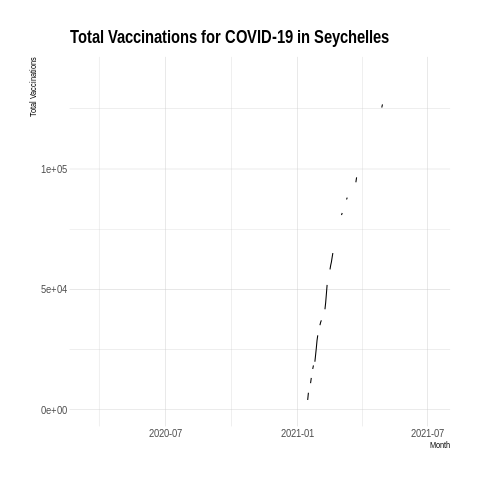 Total Vaccinations for COVID-19 in Seychelles
Total Vaccinations
1e+05
5e+04
0e+00
2020-07
2021-01
2021-07
Month